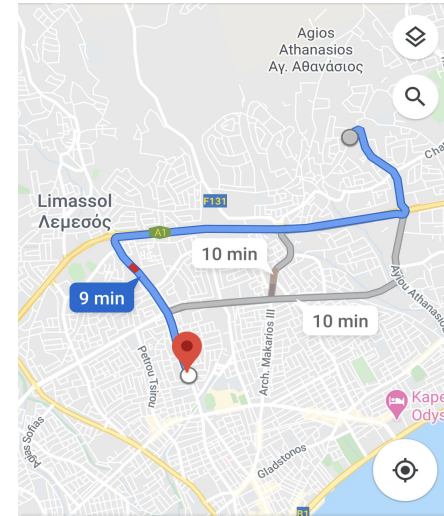 Agios
Athanasios
Αγ. Αθανάσιος
Cha
F131
Limassol
Λεμεσός
A1
10 min
9 min
Ayiou Athanasiou
10 min
Petrou Tsirou
Arch. Makarios III
Kape
Odys
Agias Sofias
Gladstonos
B1